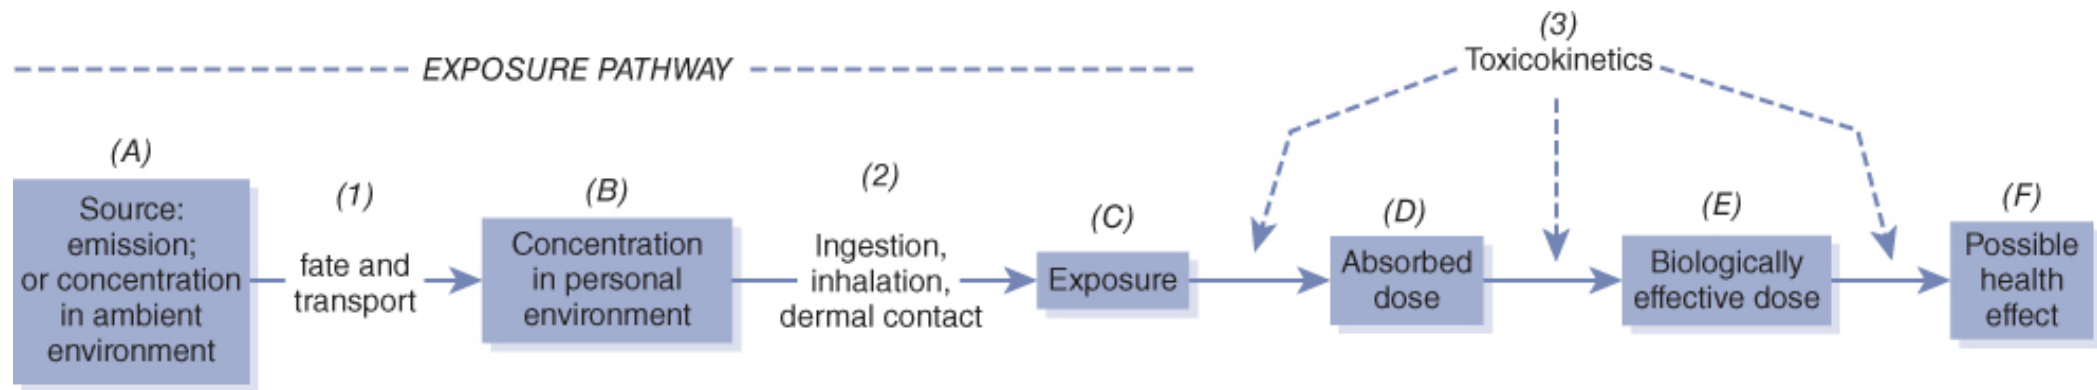 EXPOSURE PATHWAY
(3)
Toxicokinetics
(A)
Source:
emission;
or concentration
in ambient
environment
(1)
fate and
transport
(B)
Concentration
in personal
environment
(2)
Ingestion,
inhalation,
dermal contact
(C)
Exposure
(D)
Absorbed
dose
(E)
Biologically
effective dose
(F)
Possible
health
effect